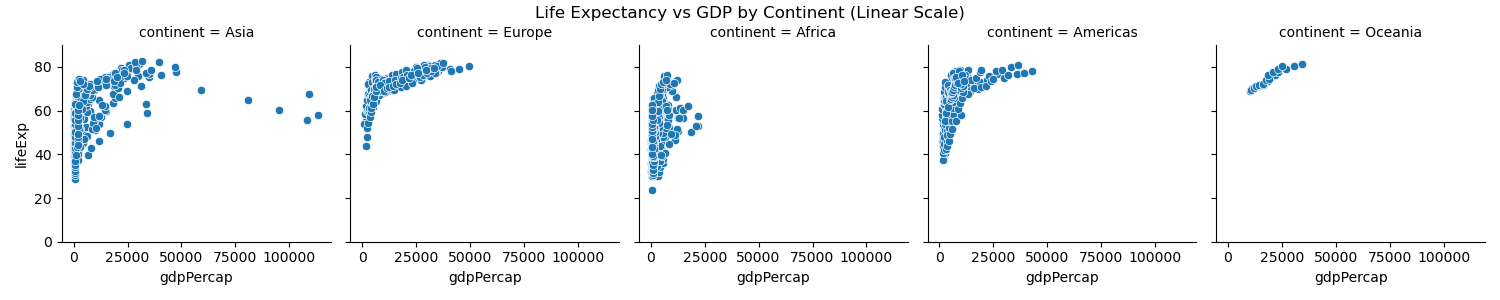 Life Expectancy vs GDP by Continent (Linear Scale)
continent = Asia
continent = Europe
continent = Africa
continent = Americas
continent = Oceania
lifeExp
80
60
40
20
0
0 25000 50000 75000 100000
0 25000 50000 75000 100000
0 25000 50000 75000 100000
0 25000 50000 75000 100000
0 25000 50000 75000 100000
gdpPercap
gdpPercap
gdpPercap
gdpPercap
gdpPercap